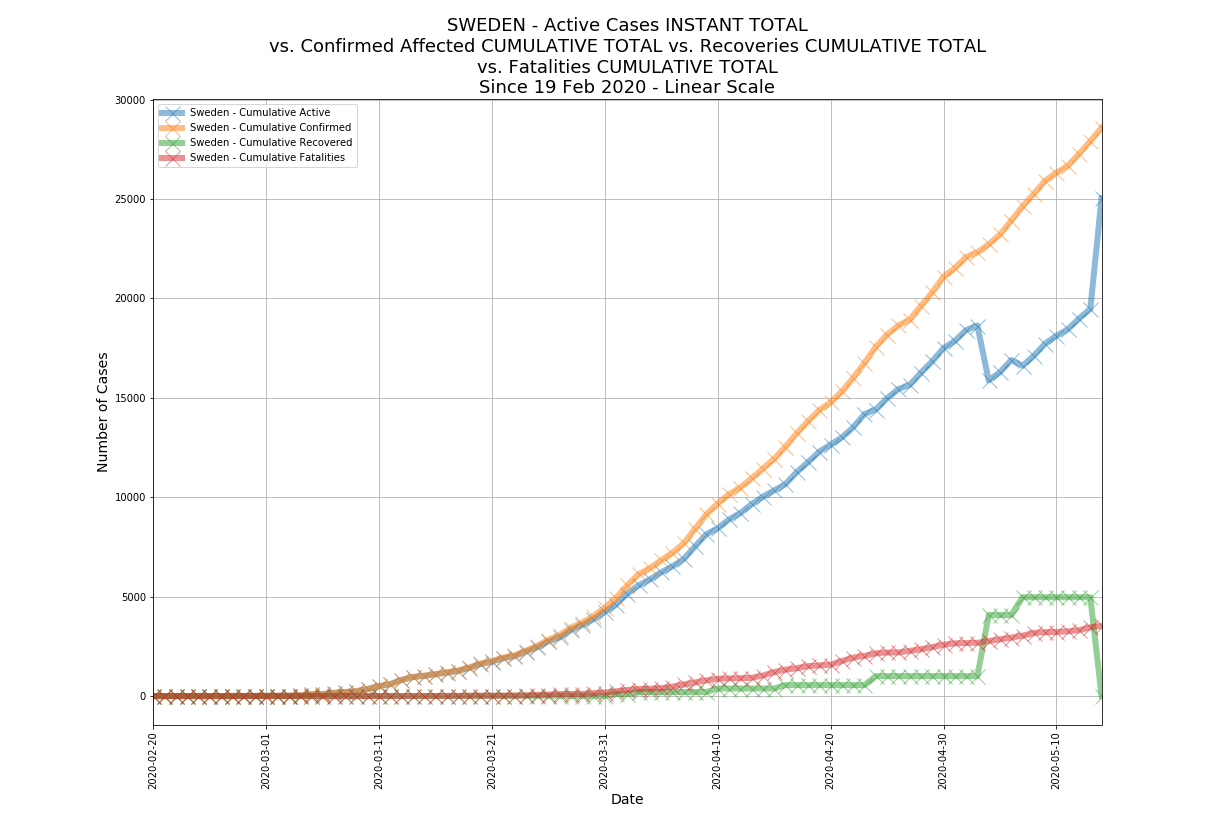 SWEDEN - Active Cases INSTANT TOTAL
vs. Confirmed Affected CUMULATIVE TOTAL vs. Recoveries CUMULATIVE TOTAL
vs. Fatalities CUMULATIVE TOTAL
Since 19 Feb 2020 - Linear Scale
Sweden - Cumulative Active
Sweden - Cumulative Confirmed
Sweden - Cumulative Recovered
Sweden - Cumulative Fatalities
Number of Cases
30000
25000
20000
15000
10000
5000
0
2020-02-20
2020-03-01
2020-03-11
2020-03-21
2020-03-31
2020-04-10
2020-04-20
2020-04-30
2020-05-10
Date